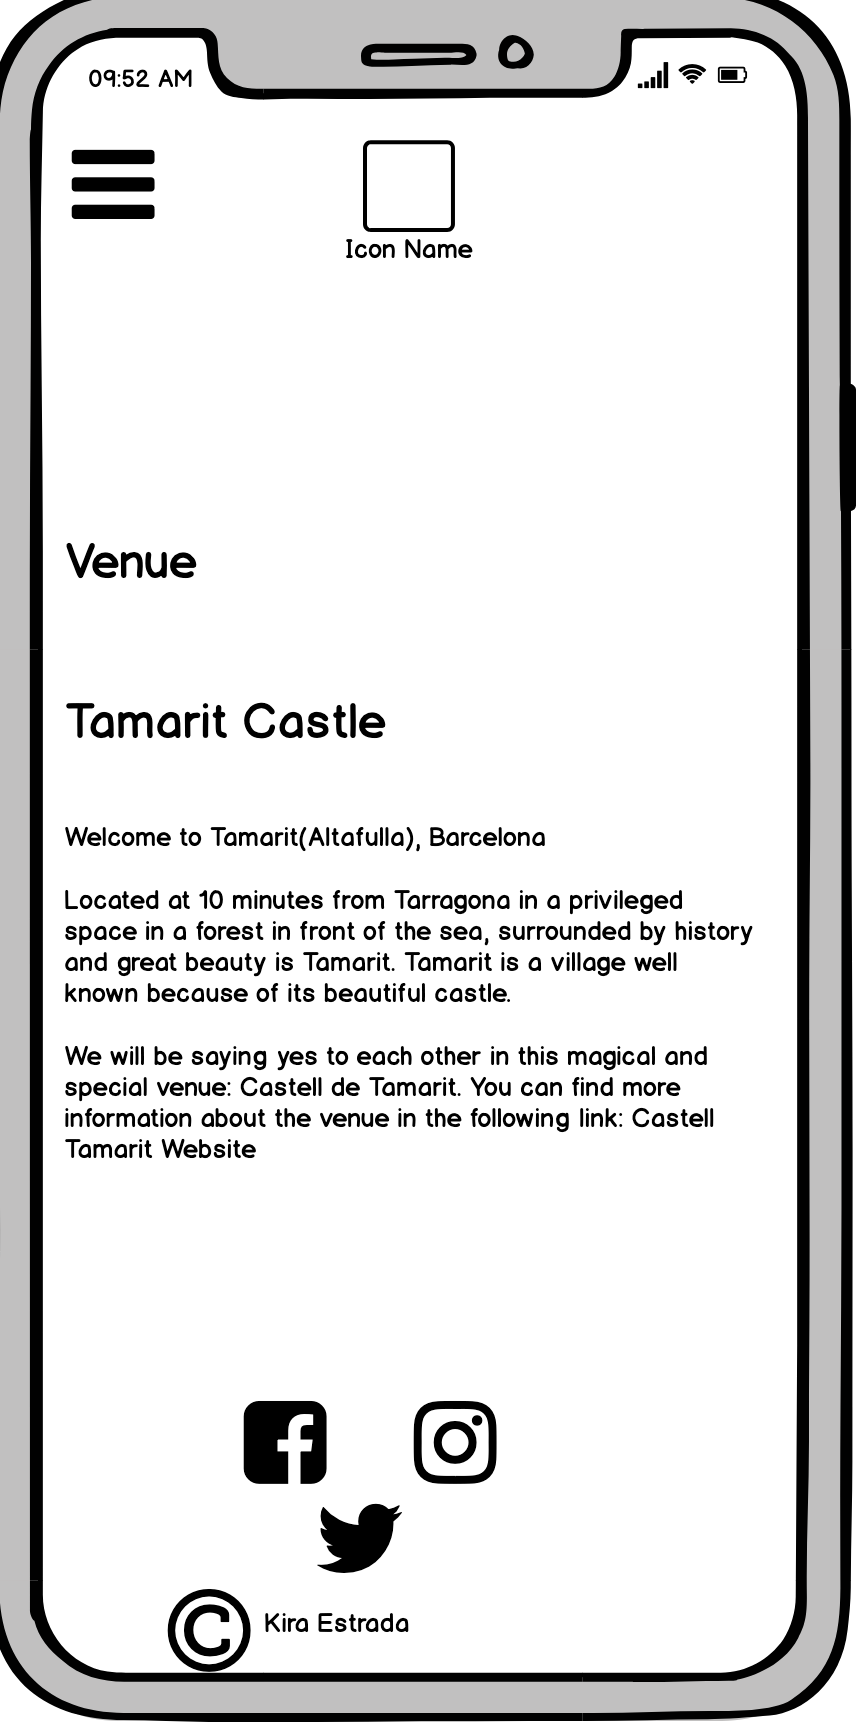 09:52 AM
Icon Name
Venue
Tamarit Castle
Welcome to Tamarit(Altafulla), Barcelona
Located at 10 minutes from Tarragona in a privileged
space in a forest in front of the sea, surrounded by history
and great beauty is Tamarit. Tamarit is a village well
known because of its beautiful castle.
We will be saying yes to each other in this magical and
special venue: Castell de Tamarit. You can find more
information about the venue in the following link: Castell
Tamarit Website
© Kira Estrada